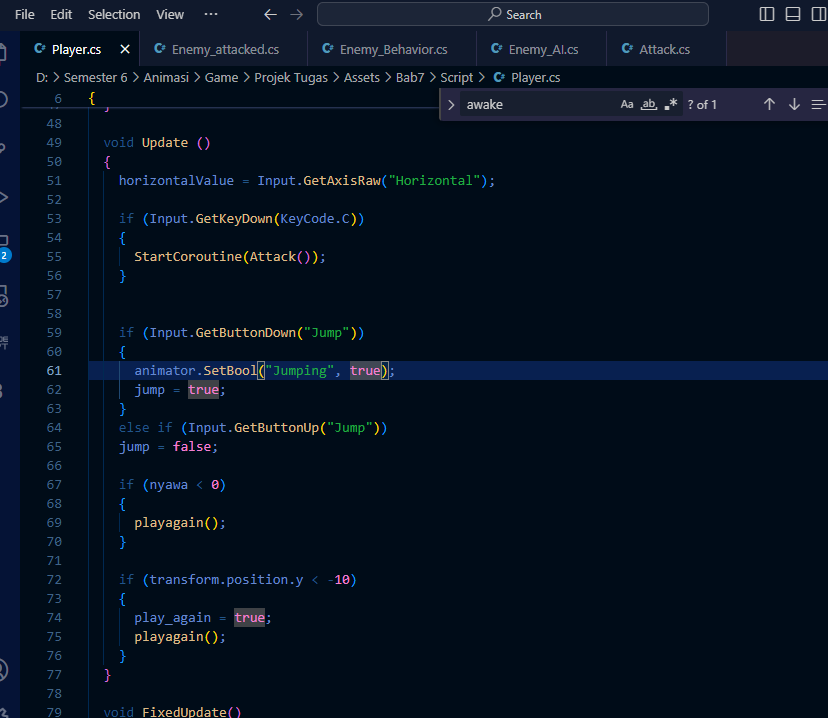 File Edit Selection View ··· ← → Search
Player.cs × Enemy_attacked.cs Enemy_Behavior.cs Enemy_AI.cs Attack.cs
D: > Semester 6 > Animasi > Game > Projek Tugas > Assets > Bab7 > Script > Player.cs
> awake Aa ab .* ? of 1
6 {
48
49 void Update ()
50 {
51 horizontalValue = Input.GetAxisRaw("Horizontal");
52
53 if (Input.GetKeyDown(KeyCode.C))
54 {
55 StartCoroutine(Attack());
56 }
57
58
59 if (Input.GetButtonDown("Jump"))
60 {
61 animator.SetBool("Jumping", true);
62 jump = true;
63 }
64 else if (Input.GetButtonUp("Jump"))
65 jump = false;
66
67 if (nyawa < 0)
68 {
69 playagain();
70 }
71
72 if (transform.position.y < -10)
73 {
74 play_again = true;
75 playagain();
76 }
77 }
78
79 void FixedUpdate()
2